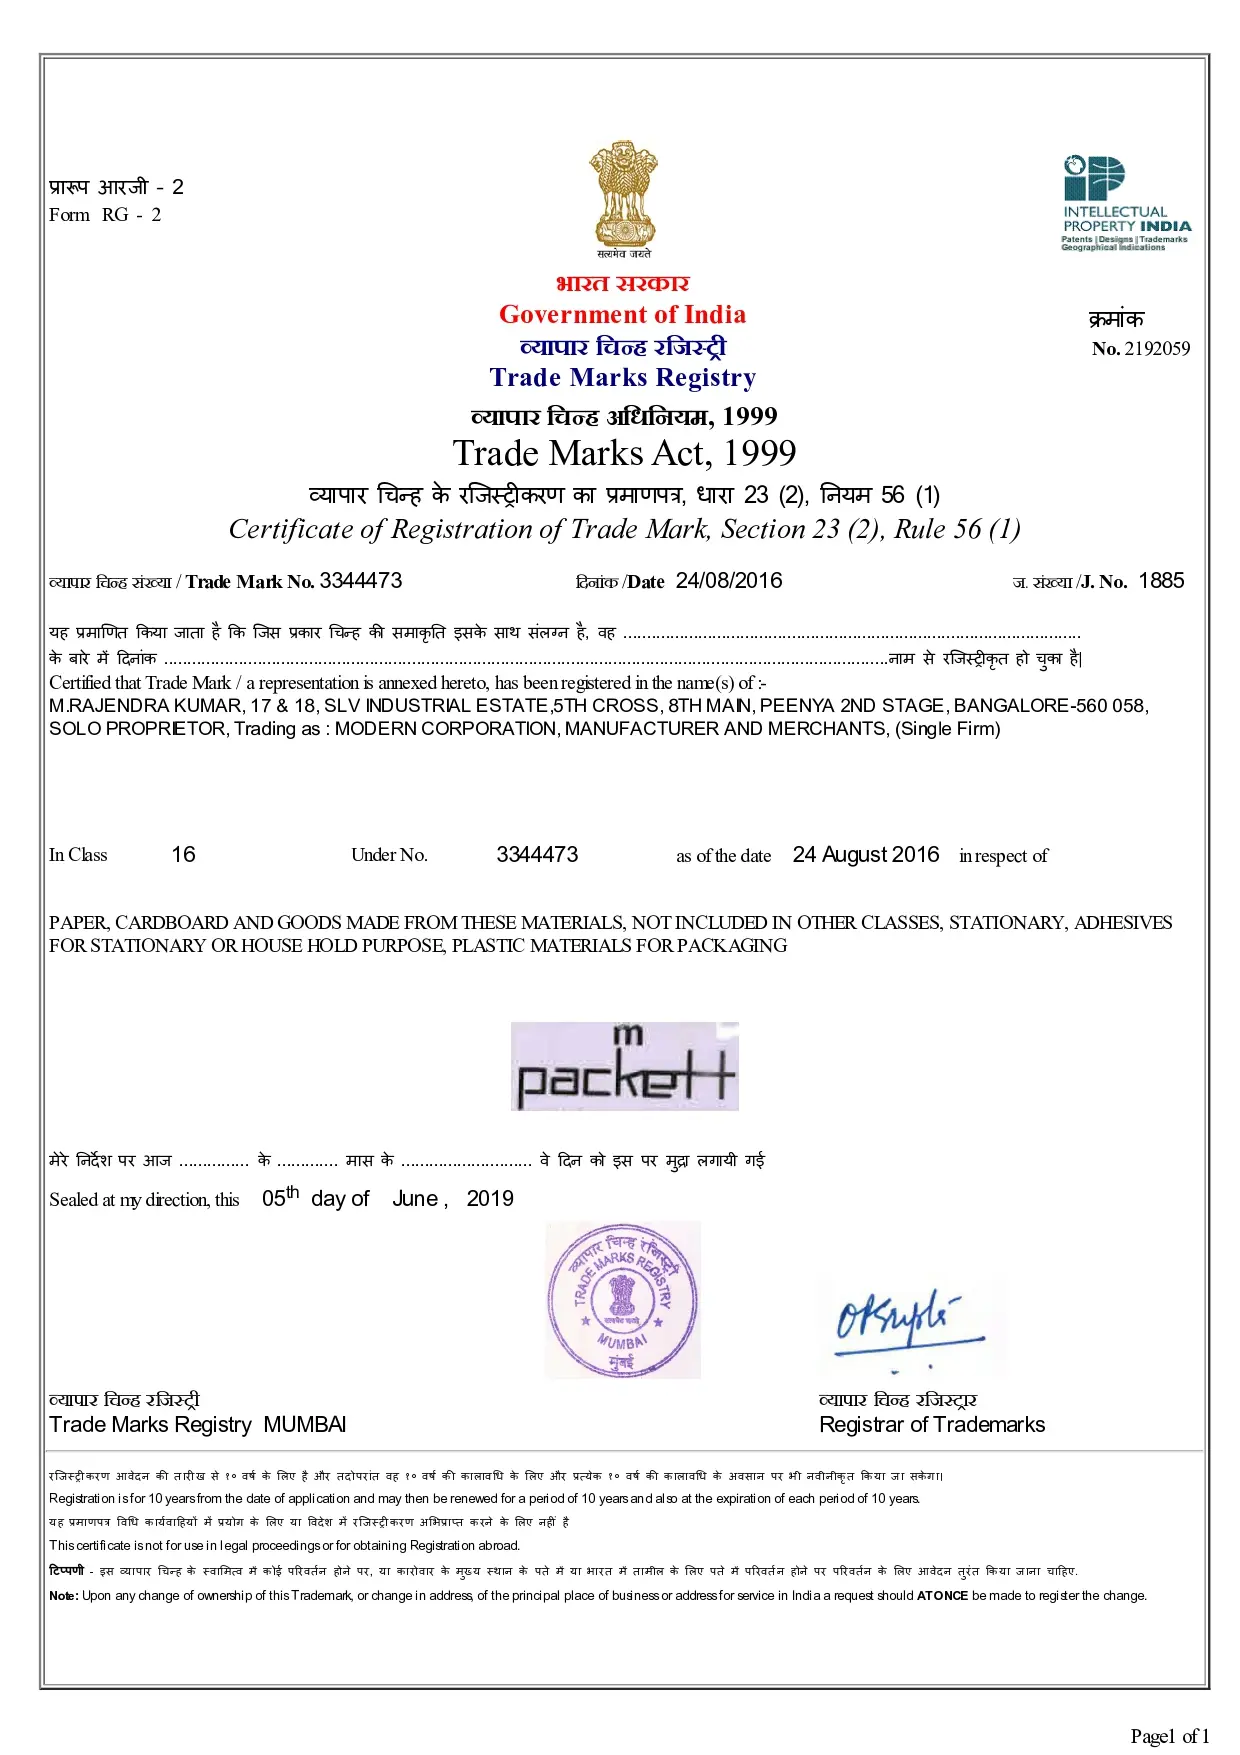 प्रारूप आरजी - 2
Form RG - 2
सत्यमेव जयते
INTELLECTUAL
PROPERTY INDIA
Patents | Designs | Trademarks
Geographical Indications
भारत सरकार
Government of India
व्यापार चिन्ह रजिस्ट्री
Trade Marks Registry
क्रमांक
No. 2192059
व्यापार चिन्ह अधिनियम, 1999
Trade Marks Act, 1999
व्यापार चिन्ह के रजिस्ट्रीकरण का प्रमाणपत्र, धारा 23 (2), नियम 56 (1)
Certificate of Registration of Trade Mark, Section 23 (2), Rule 56 (1)
व्यापार चिन्ह संख्या / Trade Mark No. 3344473 दिनांक /Date 24/08/2016 ज. संख्या /J. No. 1885
यह प्रमाणित किया जाता है कि जिस प्रकार चिन्ह की समाकृति इसके साथ संलग्न है, वह ..................................................................................................
के बारे में दिनांक ...........................................................................................................................................................नाम से रजिस्ट्रीकृत हो चुका है|
Certified that Trade Mark / a representation is annexed hereto, has been registered in the name(s) of :-
M.RAJENDRA KUMAR, 17 & 18, SLV INDUSTRIAL ESTATE,5TH CROSS, 8TH MAIN, PEENYA 2ND STAGE, BANGALORE-560 058,
SOLO PROPRIETOR, Trading as : MODERN CORPORATION, MANUFACTURER AND MERCHANTS, (Single Firm)
In Class 16 Under No. 3344473 as of the date 24 August 2016 in respect of
PAPER, CARDBOARD AND GOODS MADE FROM THESE MATERIALS, NOT INCLUDED IN OTHER CLASSES, STATIONARY, ADHESIVES
FOR STATIONARY OR HOUSE HOLD PURPOSE, PLASTIC MATERIALS FOR PACKAGING
m
packett
मेरे निर्देश पर आज ............... के ............. मास के ............................ वे दिन को इस पर मुद्रा लगायी गई
Sealed at my direction, this 05th day of June , 2019
व्यापार चिन्ह रजिस्ट्री
TRADE MARKS REGISTRY
सत्यमेव जयते
MUMBAI
मुंबई
व्यापार चिन्ह रजिस्ट्री
Trade Marks Registry MUMBAI
व्यापार चिन्ह रजिस्ट्रार
Registrar of Trademarks
रजिस्ट्रीकरण आवेदन की तारीख से १० वर्ष के लिए है और तदोपरांत वह १० वर्ष की कालावधि के लिए और प्रत्येक १० वर्ष की कालावधि के अवसान पर भी नवीनीकृत किया जा सकेगा|
Registration is for 10 years from the date of application and may then be renewed for a period of 10 years and also at the expiration of each period of 10 years.
यह प्रमाणपत्र विधि कार्यवाहियों में प्रयोग के लिए या विदेश में रजिस्ट्रीकरण अभिप्राप्त करने के लिए नहीं है
This certificate is not for use in legal proceedings or for obtaining Registration abroad.
टिप्पणी - इस व्यापार चिन्ह के स्वामित्व में कोई परिवर्तन होने पर, या कारोवार के मुख्य स्थान के पते में या भारत में तामील के लिए पते में परिवर्तन होने पर परिवर्तन के लिए आवेदन तुरंत किया जाना चाहिए.
Note: Upon any change of ownership of this Trademark, or change in address, of the principal place of business or address for service in India a request should AT ONCE be made to register the change.
Page1 of 1